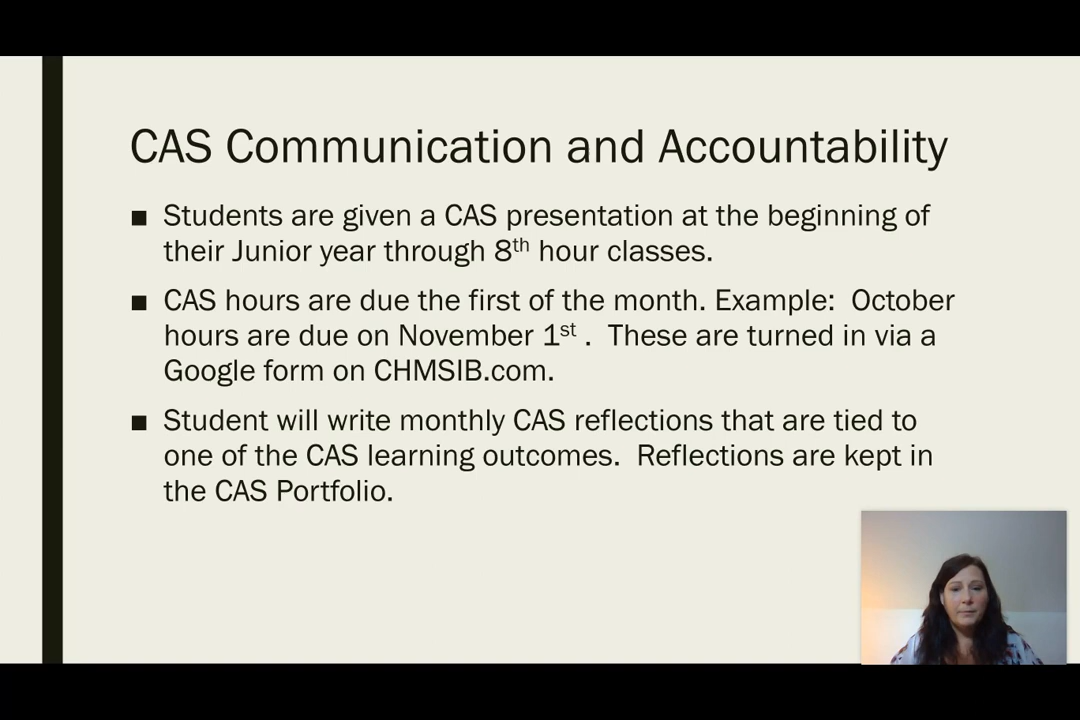 CAS Communication and Accountability
■ Students are given a CAS presentation at the beginning of
their Junior year through 8th hour classes.
■ CAS hours are due the first of the month. Example:  October
hours are due on November 1st .  These are turned in via a
Google form on CHMSIB.com.
■ Student will write monthly CAS reflections that are tied to
one of the CAS learning outcomes.  Reflections are kept in
the CAS Portfolio.